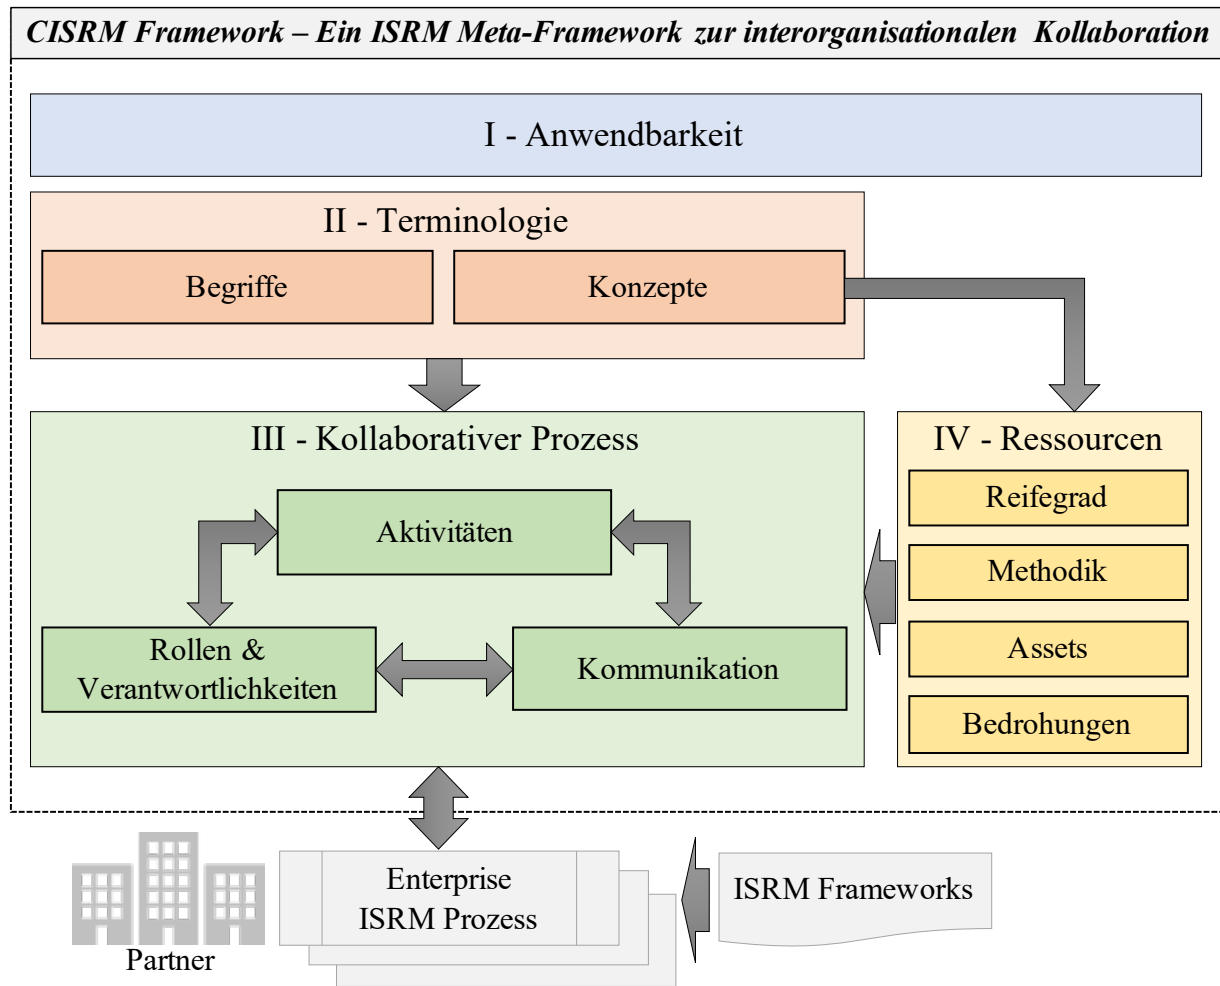 CISRM Framework – Ein ISRM Meta-Framework zur interorganisationalen Kollaboration
I - Anwendbarkeit
II - Terminologie
Begriffe
Konzepte
III - Kollaborativer Prozess
Aktivitäten
Rollen &
Verantwortlichkeiten
Kommunikation
IV - Ressourcen
Reifegrad
Methodik
Assets
Bedrohungen
Partner
Enterprise
ISRM Prozess
ISRM Frameworks